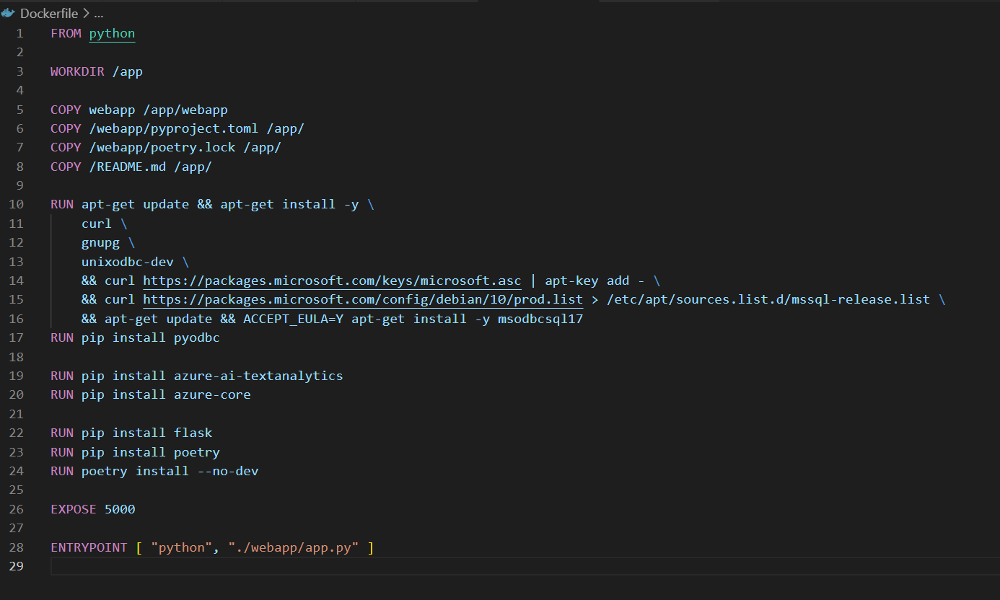 Dockerfile > ...
1 FROM python
2
3 WORKDIR /app
4
5 COPY webapp /app/webapp
6 COPY /webapp/pyproject.toml /app/
7 COPY /webapp/poetry.lock /app/
8 COPY /README.md /app/
9
10 RUN apt-get update && apt-get install -y \
11     curl \
12     gnupg \
13     unixodbc-dev \
14     && curl https://packages.microsoft.com/keys/microsoft.asc | apt-key add - \
15     && curl https://packages.microsoft.com/config/debian/10/prod.list > /etc/apt/sources.list.d/mssql-release.list \
16     && apt-get update && ACCEPT_EULA=Y apt-get install -y msodbcsql17
17 RUN pip install pyodbc
18
19 RUN pip install azure-ai-textanalytics
20 RUN pip install azure-core
21
22 RUN pip install flask
23 RUN pip install poetry
24 RUN poetry install --no-dev
25
26 EXPOSE 5000
27
28 ENTRYPOINT [ "python", "./webapp/app.py" ]
29